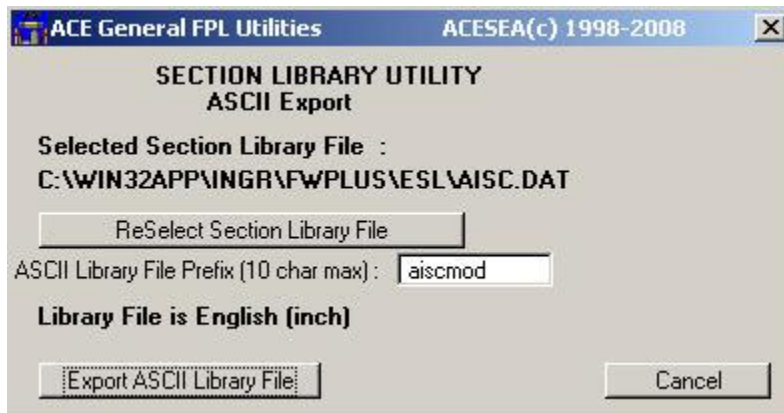 ACE General FPL Utilities ACESEA(c) 1998-2008
SECTION LIBRARY UTILITY
ASCII Export
Selected Section Library File :
C:\WIN32APP\INGR\FWPLUS\ESL\AISC.DAT
ReSelect Section Library File
ASCII Library File Prefix (10 char max) : aiscmod
Library File is English (inch)
Export ASCII Library File Cancel